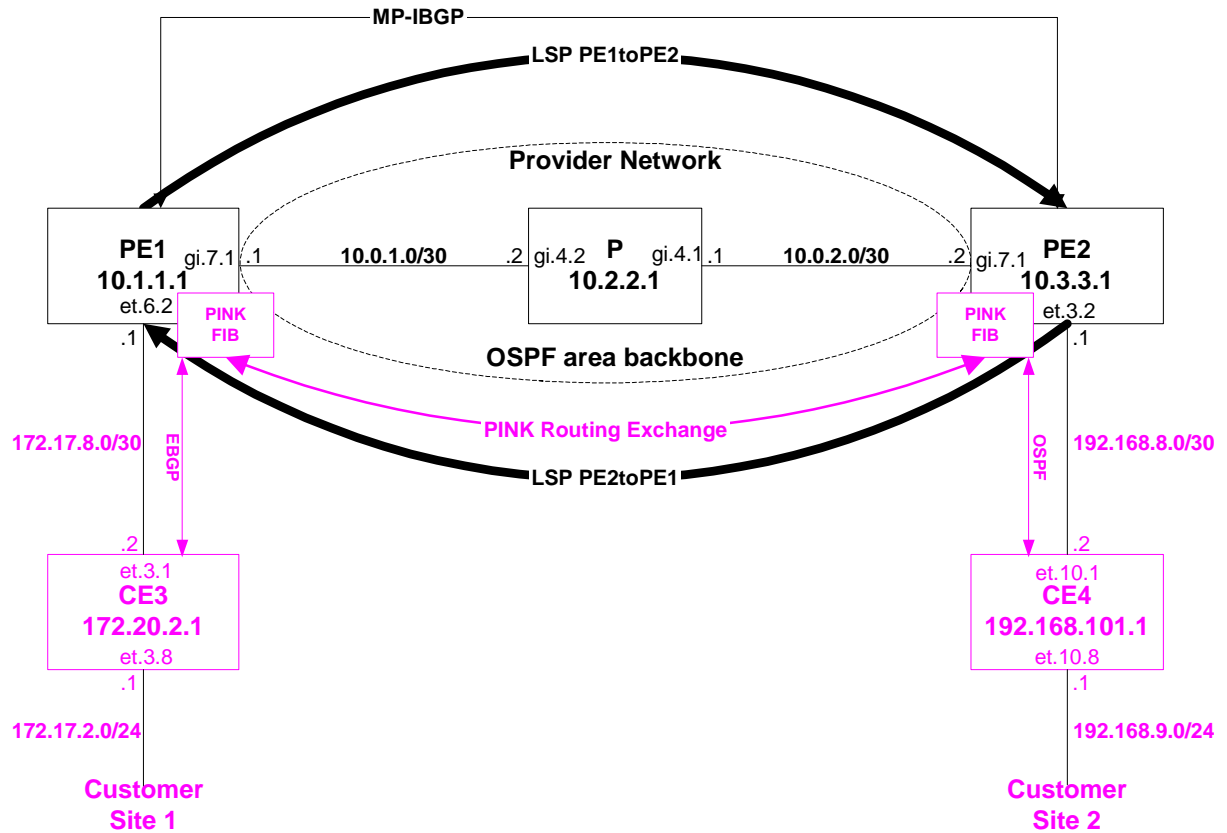 MP-IBGP
LSP PE1toPE2
Provider Network
PE1
10.1.1.1
gi.7.1
et.6.2
.1
10.0.1.0/30
.2
gi.4.2
P
10.2.2.1
gi.4.1
.1
10.0.2.0/30
.2
gi.7.1
PE2
10.3.3.1
et.3.2
PINK
FIB
PINK
FIB
.1
.1
OSPF area backbone
PINK Routing Exchange
172.17.8.0/30
EBGP
OSPF
192.168.8.0/30
LSP PE2toPE1
.2
et.3.1
CE3
172.20.2.1
et.3.8
.1
.2
et.10.1
CE4
192.168.101.1
et.10.8
.1
172.17.2.0/24
192.168.9.0/24
Customer
Site 1
Customer
Site 2